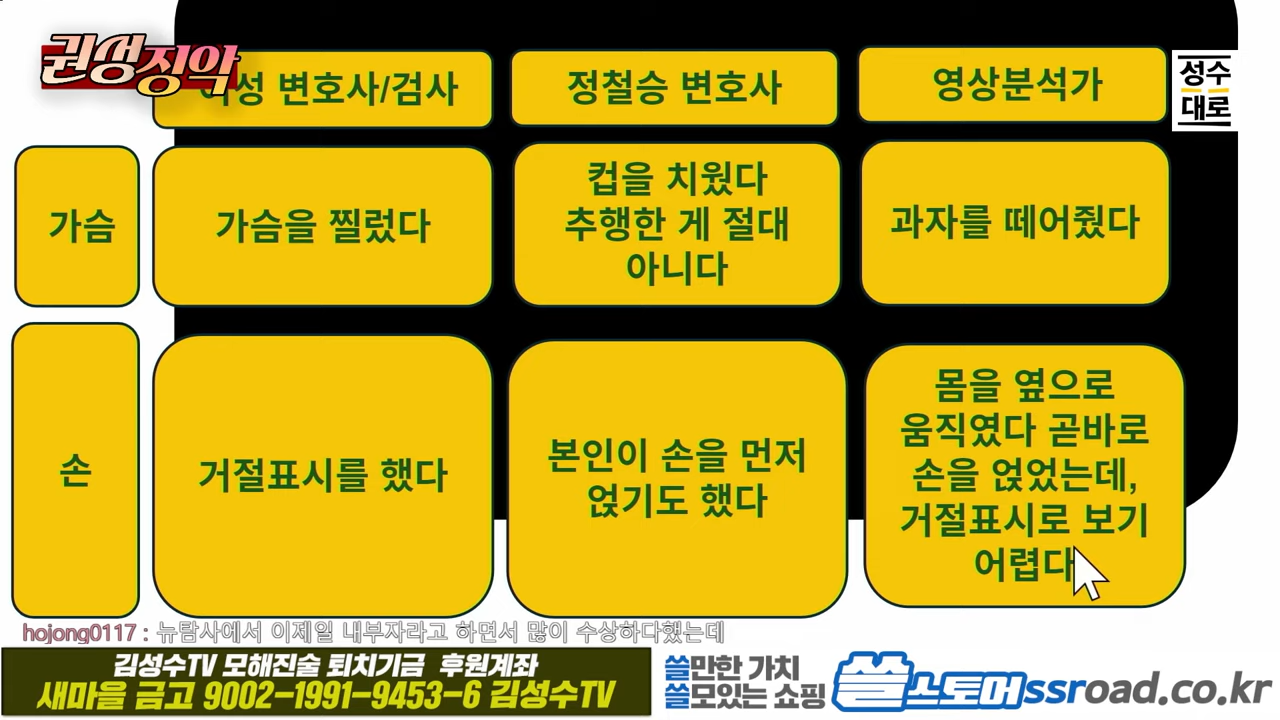 권성징악
성 변호사/검사
정철승 변호사
영상분석가
성수
대로
가슴
가슴을 찔렀다
컵을 치웠다
추행한 게 절대
아니다
과자를 떼어줬다
손
거절표시를 했다
본인이 손을 먼저
얹기도 했다
몸을 옆으로
움직였다 곧바로
손을 얹었는데,
거절표시로 보기
어렵다
hojong0117 : 뉴탐사에서 이제일 내부자라고 하면서 많이 수상하다했는데
김성수TV 모해진술 퇴치기금 후원계좌
새마을 금고 9002-1991-9453-6 김성수TV
쓸만한 가치
쓸모있는 쇼핑
쓸스토어ssroad.co.kr